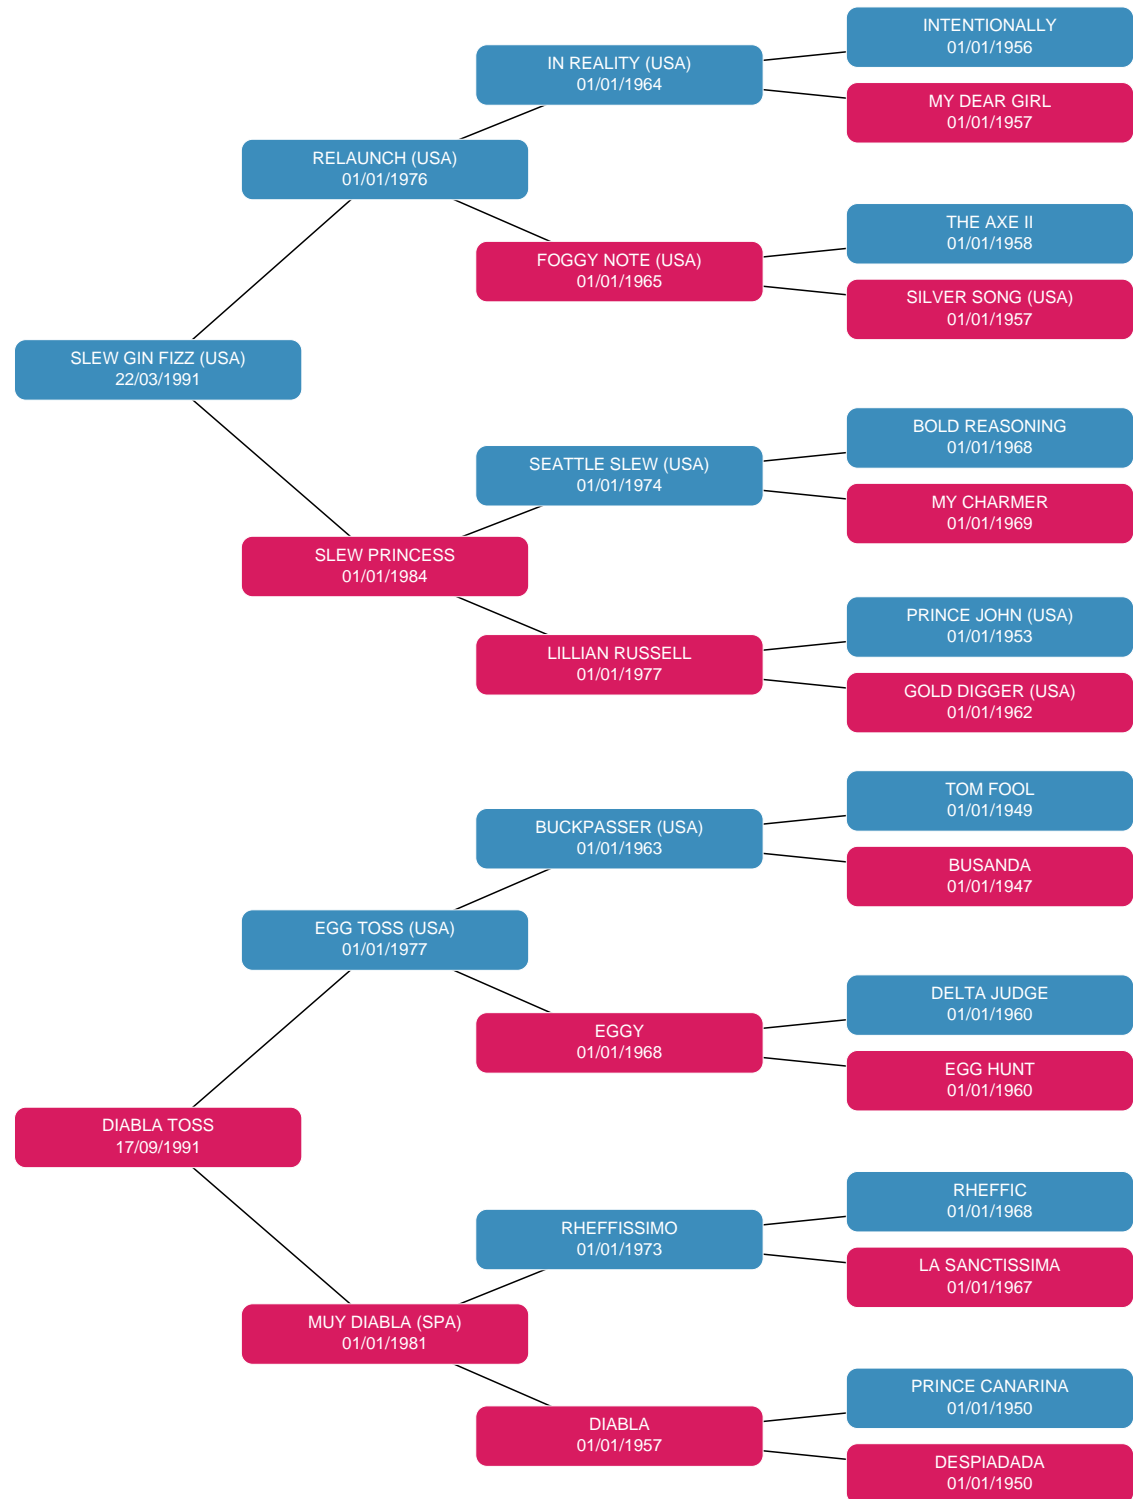 INTENTIONALLY
01/01/1956
IN REALITY (USA)
01/01/1964
MY DEAR GIRL
01/01/1957
RELAUNCH (USA)
01/01/1976
THE AXE II
01/01/1958
FOGGY NOTE (USA)
01/01/1965
SILVER SONG (USA)
01/01/1957
SLEW GIN FIZZ (USA)
22/03/1991
BOLD REASONING
01/01/1968
SEATTLE SLEW (USA)
01/01/1974
MY CHARMER
01/01/1969
SLEW PRINCESS
01/01/1984
PRINCE JOHN (USA)
01/01/1953
LILLIAN RUSSELL
01/01/1977
GOLD DIGGER (USA)
01/01/1962
TOM FOOL
01/01/1949
BUCKPASSER (USA)
01/01/1963
BUSANDA
01/01/1947
EGG TOSS (USA)
01/01/1977
DELTA JUDGE
01/01/1960
EGGY
01/01/1968
EGG HUNT
01/01/1960
DIABLA TOSS
17/09/1991
RHEFFIC
01/01/1968
RHEFFISSIMO
01/01/1973
LA SANCTISSIMA
01/01/1967
MUY DIABLA (SPA)
01/01/1981
PRINCE CANARINA
01/01/1950
DIABLA
01/01/1957
DESPIADADA
01/01/1950